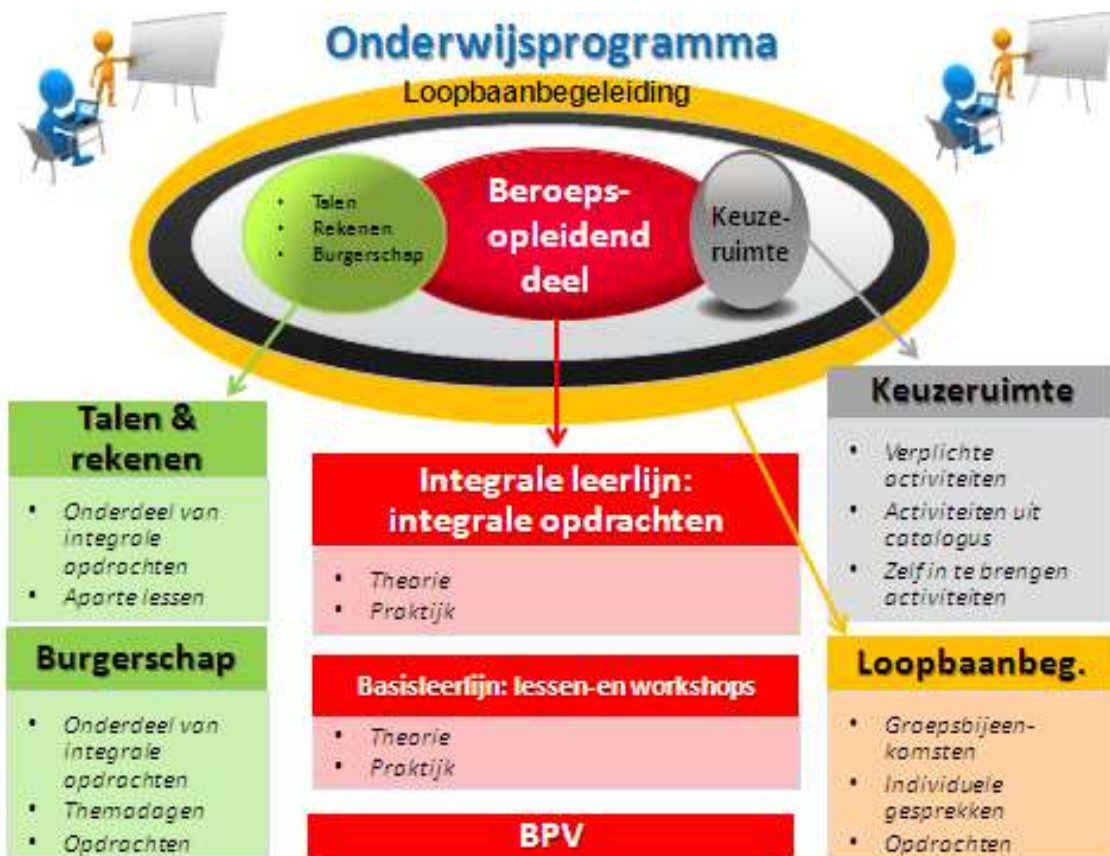 Onderwijsprogramma
Loopbaanbegeleiding
• Talen
• Rekenen
• Burgerschap
Beroeps-
opleidend
deel
Keuze-
ruimte
Talen &
rekenen
• Onderdeel van
integrale
opdrachten
• Aparte lessen
Burgerschap
• Onderdeel van
integrale
opdrachten
• Themadagen
• Opdrachten
Integrale leerlijn:
integrale opdrachten
• Theorie
• Praktijk
Basisleerlijn: lessen-en workshops
• Theorie
• Praktijk
BPV
Keuzeruimte
• Verplichte
activiteiten
• Activiteiten uit
catalogus
• Zelf in te brengen
activiteiten
Loopbaanbeg.
• Groepsbijeen-
komsten
• Individuele
gesprekken
• Opdrachten